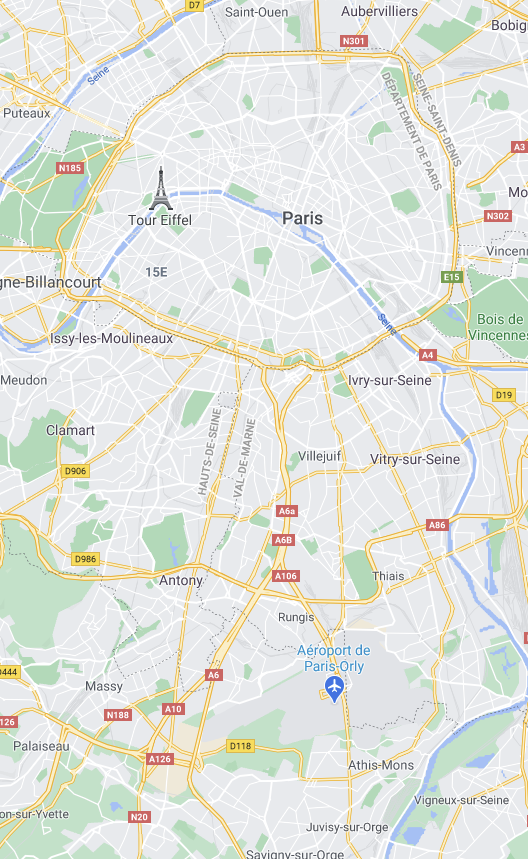 D7
Saint-Ouen
Aubervilliers
Bobig
N301
Seine
Puteaux
SEINE-SAINT-DENIS
DÉPARTEMENT DE PARIS
A3
N185
Mo
Tour Eiffel
Paris
N302
Vincenn
15E
E15
gne-Billancourt
Seine
Bois de
Vincennes
Issy-les-Moulineaux
A4
Meudon
Ivry-sur-Seine
D19
HAUTS-DE-SEINE
VAL-DE-MARNE
Clamart
Villejuif
Vitry-sur-Seine
D906
A6a
A86
A6B
D986
Antony
A106
Thiais
Rungis
Aéroport de
Paris-Orly
D444
A6
Massy
A10
N188
126
Palaiseau
D118
A126
Athis-Mons
on-sur-Yvette
N20
Vigneux-sur-Seine
Juvisy-sur-Orge
Savigny-sur-Orge